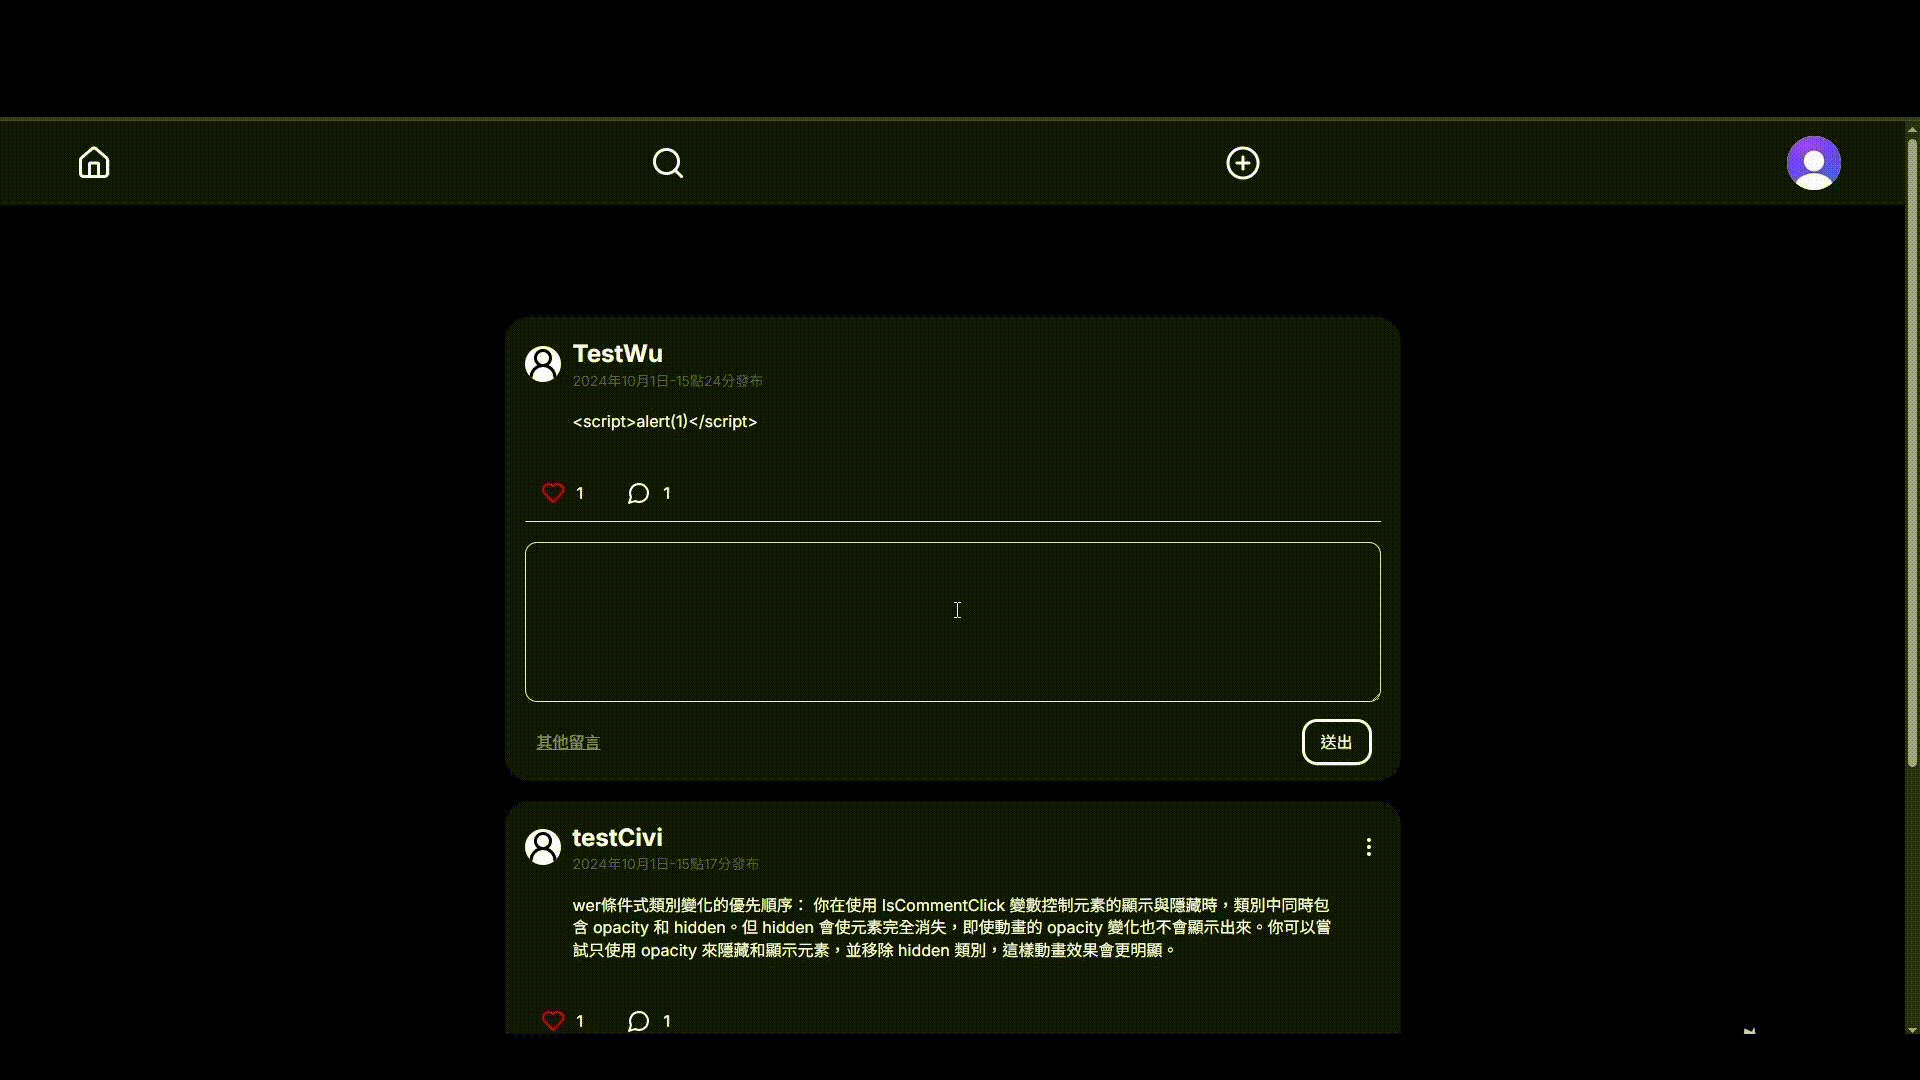 TestWu
2024年10月1日-15點24分發布
<script>alert(1)</script>
1 1
其他留言 送出
testCivi
2024年10月1日-15點17分發布
wer條件式類別變化的優先順序： 你在使用 IsCommentClick 變數控制元素的顯示與隱藏時，類別中同時包
含 opacity 和 hidden。但 hidden 會使元素完全消失，即使動畫的 opacity 變化也不會顯示出來。你可以嘗
試只使用 opacity 來隱藏和顯示元素，並移除 hidden 類別，這樣動畫效果會更明顯。
1 1